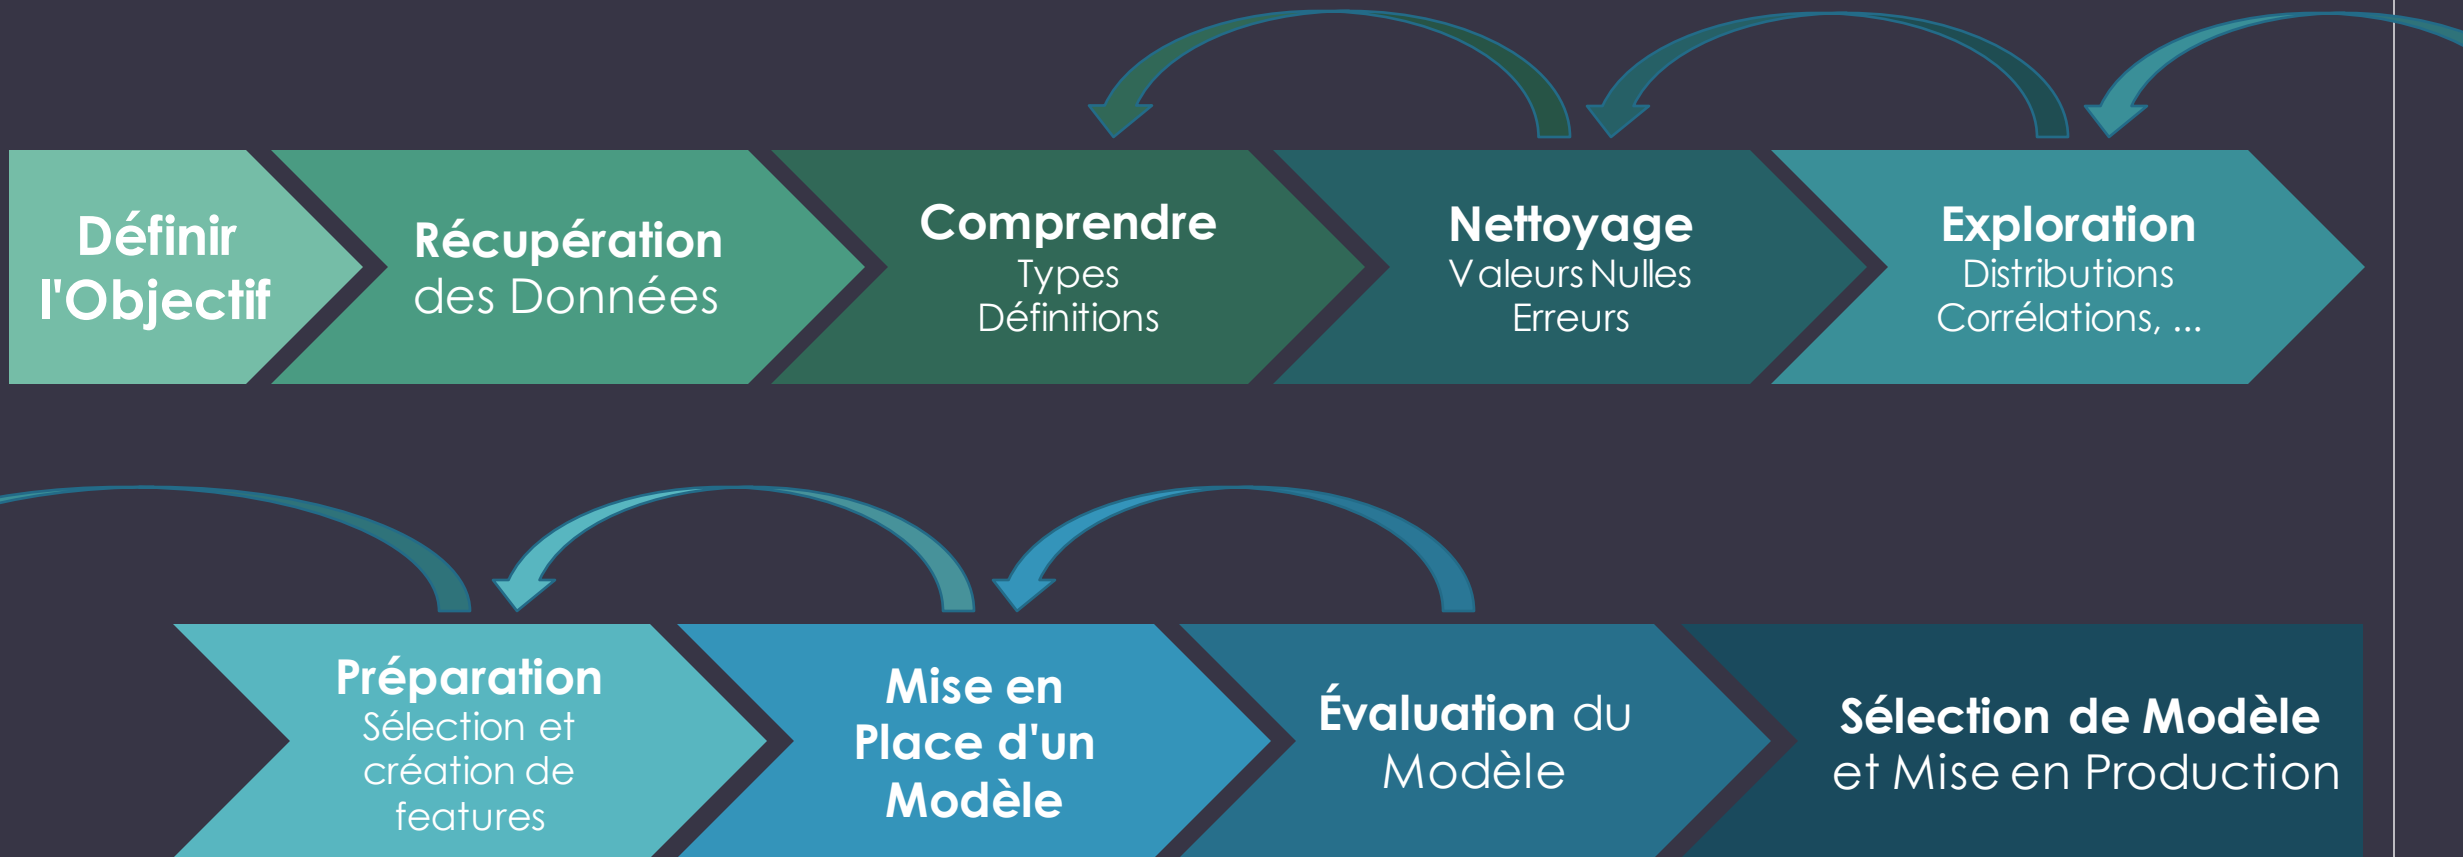 Définir
l'Objectif
Récupération
des Données
Comprendre
Types
Définitions
Nettoyage
Valeurs Nulles
Erreurs
Exploration
Distributions
Corrélations, ...
Préparation
Sélection et
création de
features
Mise en
Place d'un
Modèle
Évaluation du
Modèle
Sélection de Modèle
et Mise en Production